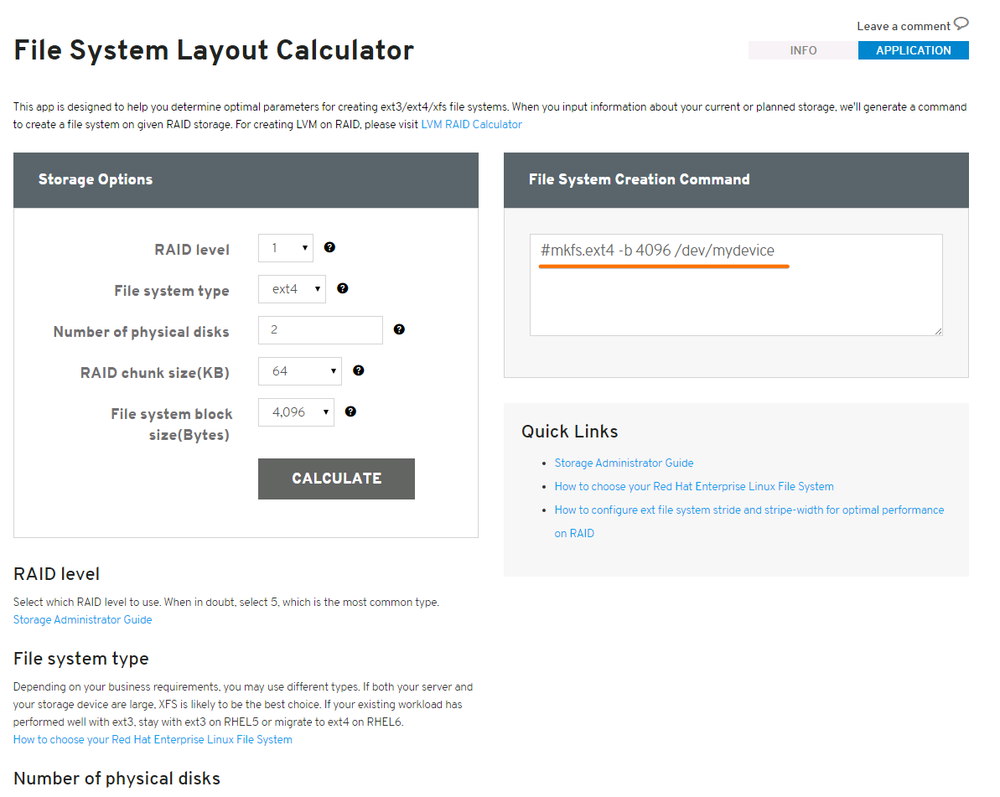 Leave a comment
File System Layout Calculator
INFO
APPLICATION
This app is designed to help you determine optimal parameters for creating ext3/ext4/xfs file systems. When you input information about your current or planned storage, we'll generate a command
to create a file system on given RAID storage. For creating LVM on RAID, please visit LVM RAID Calculator
Storage Options
RAID level
1
File system type
ext4
Number of physical disks
2
RAID chunk size(KB)
64
File system block
size(Bytes)
4,096
CALCULATE
File System Creation Command
#mkfs.ext4 -b 4096 /dev/mydevice
Quick Links
Storage Administrator Guide
How to choose your Red Hat Enterprise Linux File System
How to configure ext file system stride and stripe-width for optimal performance
on RAID
RAID level
Select which RAID level to use. When in doubt, select 5, which is the most common type.
Storage Administrator Guide
File system type
Depending on your business requirements, you may use different types. If both your server and
your storage device are large, XFS is likely to be the best choice. If your existing workload has
performed well with ext3, stay with ext3 on RHEL5 or migrate to ext4 on RHEL6.
How to choose your Red Hat Enterprise Linux File System
Number of physical disks